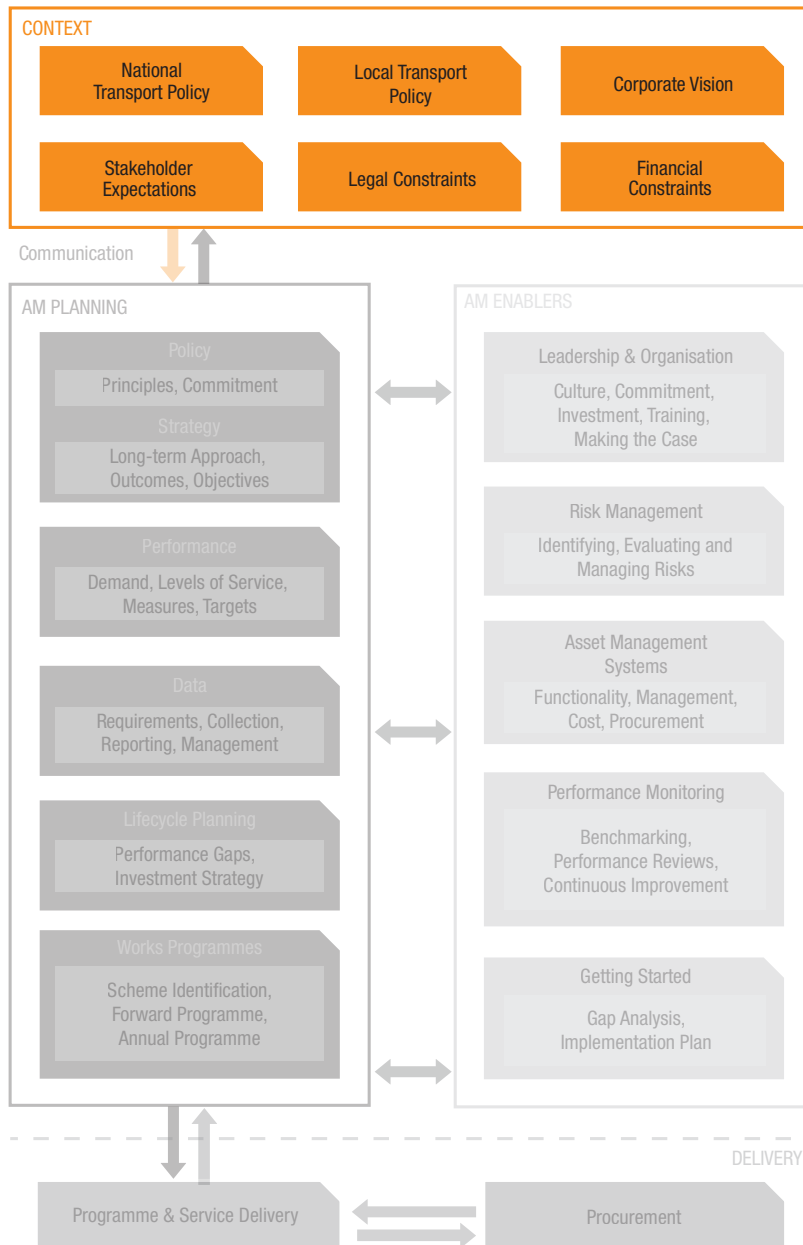 CONTEXT
National
Transport Policy
Local Transport
Policy
Corporate Vision
Stakeholder
Expectations
Legal Constraints
Financial
Constraints
Communication
AM PLANNING
Policy
Principles, Commitment
Strategy
Long-term Approach,
Outcomes, Objectives
Performance
Demand, Levels of Service,
Measures, Targets
Data
Requirements, Collection,
Reporting, Management
Lifecycle Planning
Performance Gaps,
Investment Strategy
Works Programmes
Scheme Identification,
Forward Programme,
Annual Programme
AM ENABLERS
Leadership & Organisation
Culture, Commitment,
Investment, Training,
Making the Case
Risk Management
Identifying, Evaluating and
Managing Risks
Asset Management
Systems
Functionality, Management,
Cost, Procurement
Performance Monitoring
Benchmarking,
Performance Reviews,
Continuous Improvement
Getting Started
Gap Analysis,
Implementation Plan
DELIVERY
Programme & Service Delivery
Procurement